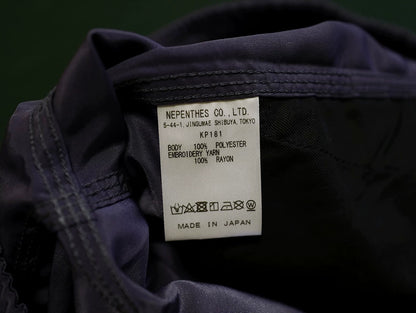 NEPENTHES CO., LTD.
5-44-1, JINGUMAE SHIBUYA, TOKYO
KP181
BODY 100% POLYESTER
EMBROIDERY YARN
100% RAYON
MADE IN JAPAN